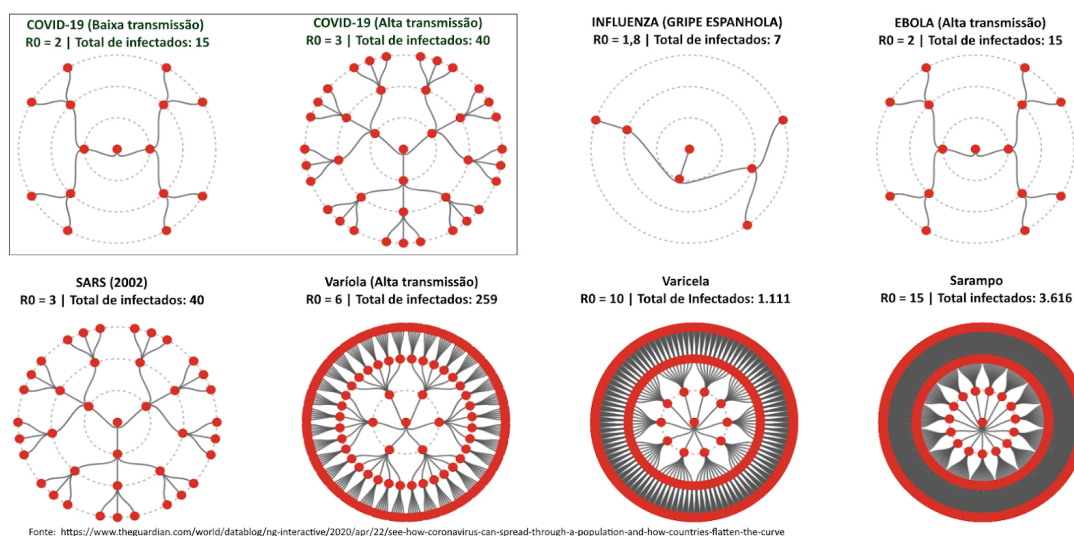 COVID-19 (Baixa transmissão)
R0 = 2 | Total de infectados: 15
COVID-19 (Alta transmissão)
R0 = 3 | Total de infectados: 40
INFLUENZA (GRIPE ESPANHOLA)
R0 = 1,8 | Total de infectados: 7
EBOLA (Alta transmissão)
R0 = 2 | Total de infectados: 15
SARS (2002)
R0 = 3 | Total de infectados: 40
Varíola (Alta transmissão)
R0 = 6 | Total de infectados: 259
Varicela
R0 = 10 | Total de Infectados: 1.111
Sarampo
R0 = 15 | Total infectados: 3.616
Fonte: https://www.theguardian.com/world/datablog/ng-interactive/2020/apr/22/see-how-coronavirus-can-spread-through-a-population-and-how-countries-flatten-the-curve